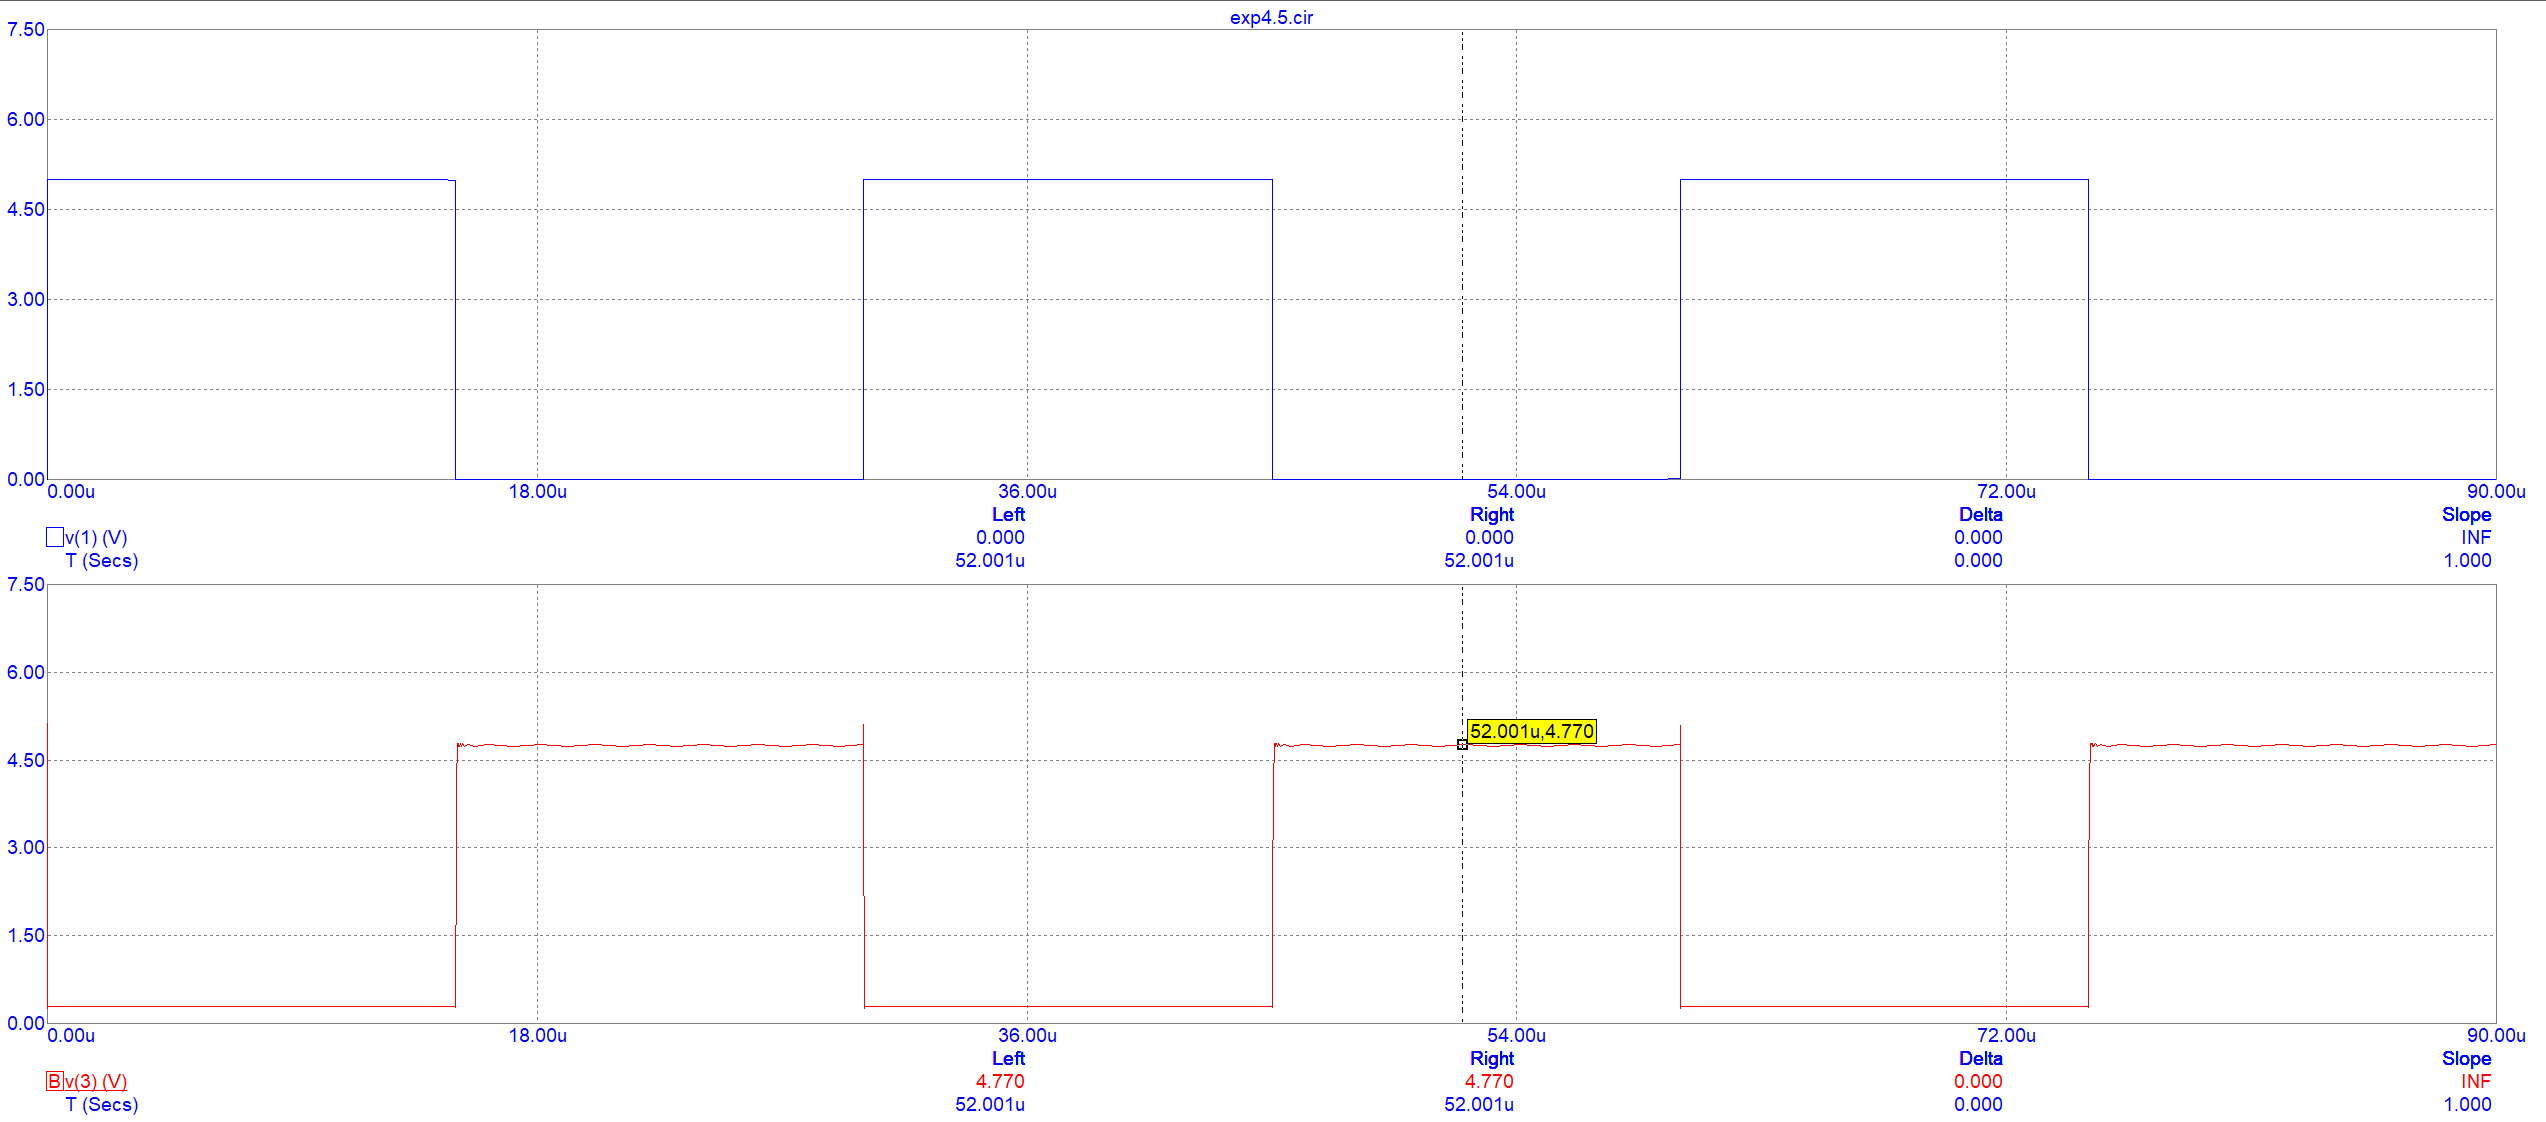 exp4.5.cir
7.50
6.00
4.50
3.00
1.50
0.00
0.00u 18.00u 36.00u 54.00u 72.00u 90.00u
Left Right Delta Slope
v(1) (V) 0.000 0.000 0.000 INF
T (Secs) 52.001u 52.001u 0.000 1.000
7.50
6.00
52.001u,4.770
4.50
3.00
1.50
0.00
0.00u 18.00u 36.00u 54.00u 72.00u 90.00u
Left Right Delta Slope
B v(3) (V) 4.770 4.770 0.000 INF
T (Secs) 52.001u 52.001u 0.000 1.000